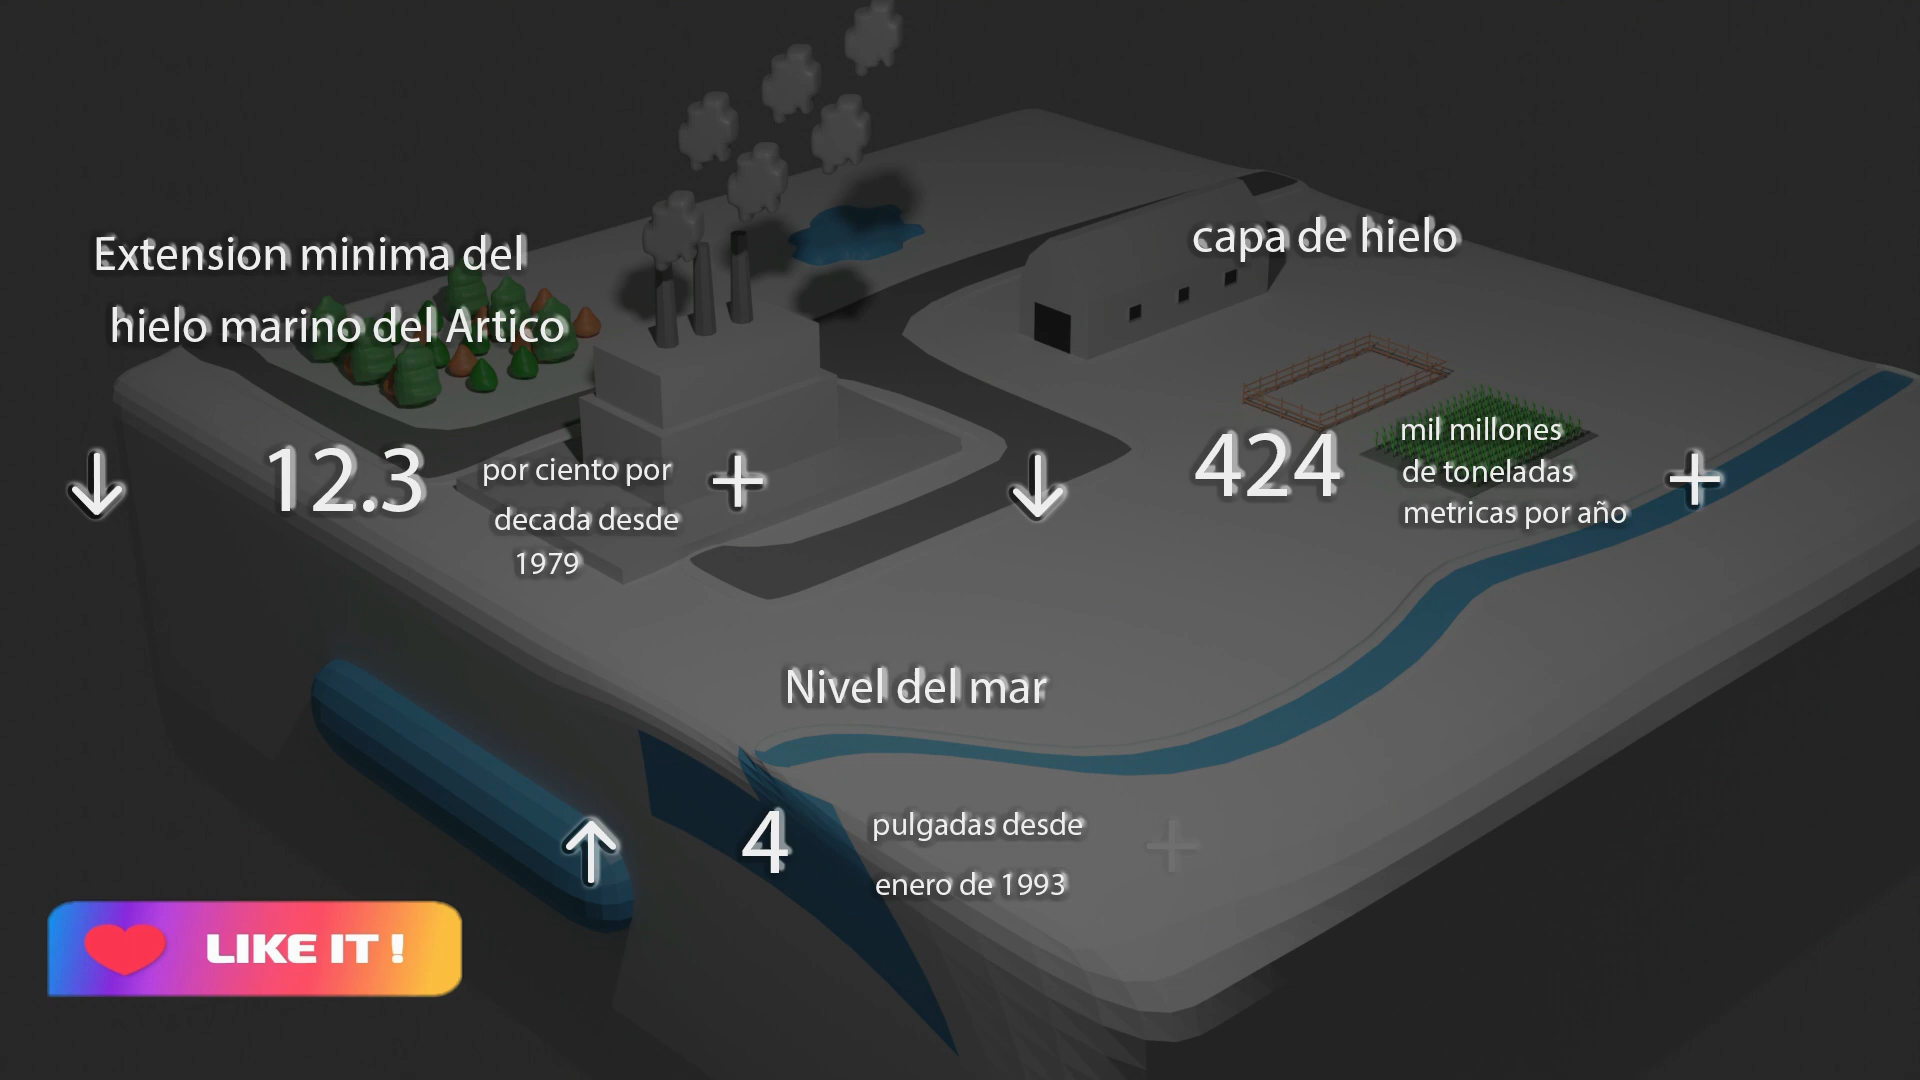 Extension minima del
hielo marino del Artico
12.3
por ciento por
decada desde
1979
+
capa de hielo
424
mil millones
de toneladas
metricas por año
+
Nivel del mar
4
pulgadas desde
enero de 1993
+
LIKE IT !